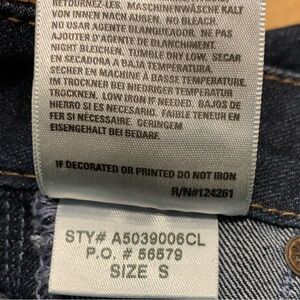 RETOURNEZ-LES. MASCHINENWÄSCHE KALT
VON INNEN NACH AUßEN. NO BLEACH.
NO USAR AGENTE BLANQUEADOR. NE PAS
AJOUTER D'AGENT DE BLANCHIMENT.
NIGHT BLEICHEN. TUMBLE DRY LOW. SECAR
EN SECADORA A BAJA TEMPERATURA.
SÉCHER EN MACHINE À BASSE TEMPERATURE.
IM TROCKNER BEI NIEDRIGER TEMPERATUR
TROCKNEN. LOW IRON IF NEEDED. BAJOS DE
HIERRO SI ES NECESARIO. FAIBLE TENEUR EN
FER SI NÉCESSAIRE. GERINGEM
EISENGEHALT BEI BEDARF.
IF DECORATED OR PRINTED DO NOT IRON
R/N#124261
STY# A5039006CL
P.O. # 56579
SIZE S